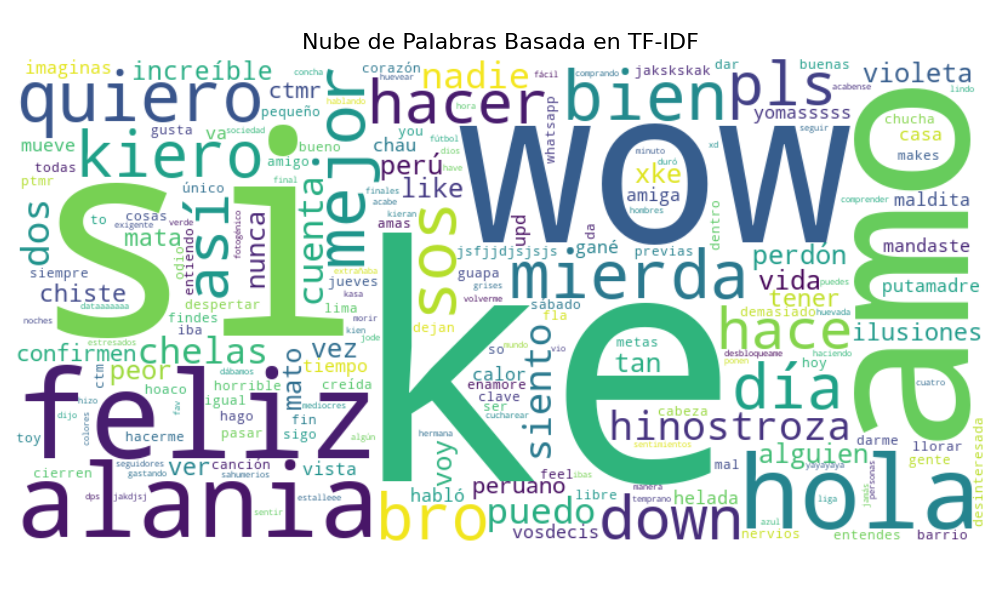 Nube de Palabras Basada en TF-IDF
imaginas increíble concha corazón huevear nadie fácil comprando jakskskak dar buenas acabense violeta lindo
quiero ctmr pequeño mejor hablando hacer hora bien pls yomasssss chucha
mueve gusta va sociedad bueno chau you fútbol dios whatsapp seguir casa
todas kiero amigo perú have wow minuto duró xd makes amo
ptmr único final finales like xke amiga comprender maldita
dos si así cuenta acabe kieran amas sos hombres dentro
to cosas verde exigente mata odio entiendo fotogénico nunca upd da mandaste
jsfjjdjsjsjs gané previas perdón
siempre extrañaba guapa mierda vida puedes putamadre
chiste jueves grises tener
noches dataaaaaa despertar lima kasa volverme sábado demasiado huevada
findes iba morir kien dejan fla hace ilusiones
estresados jode ke so mundo vio metas desbloqueame haciendo
confirmen chelas vez tan ponen hoy
peor dábamos mato tiempo calor siento día cuatro
ctm hoaco horrible creída enamore clave
feliz hizo igual mediocres ser cucharear cabeza
dijo colores fav hago fin algún hinostroza darme
toy hacerme pasar sigo hermana sentimientos llorar
cierren seguidores gastando ver canción sahumerios vista voy feel ibas mal alguien gente desinteresada
alania dps jakdjsj estalleee habló peruano manera temprano libre helada hola yayayaya liga jamás personas
sentir bro puedo vosdecis down nervios azul entiendes barrio